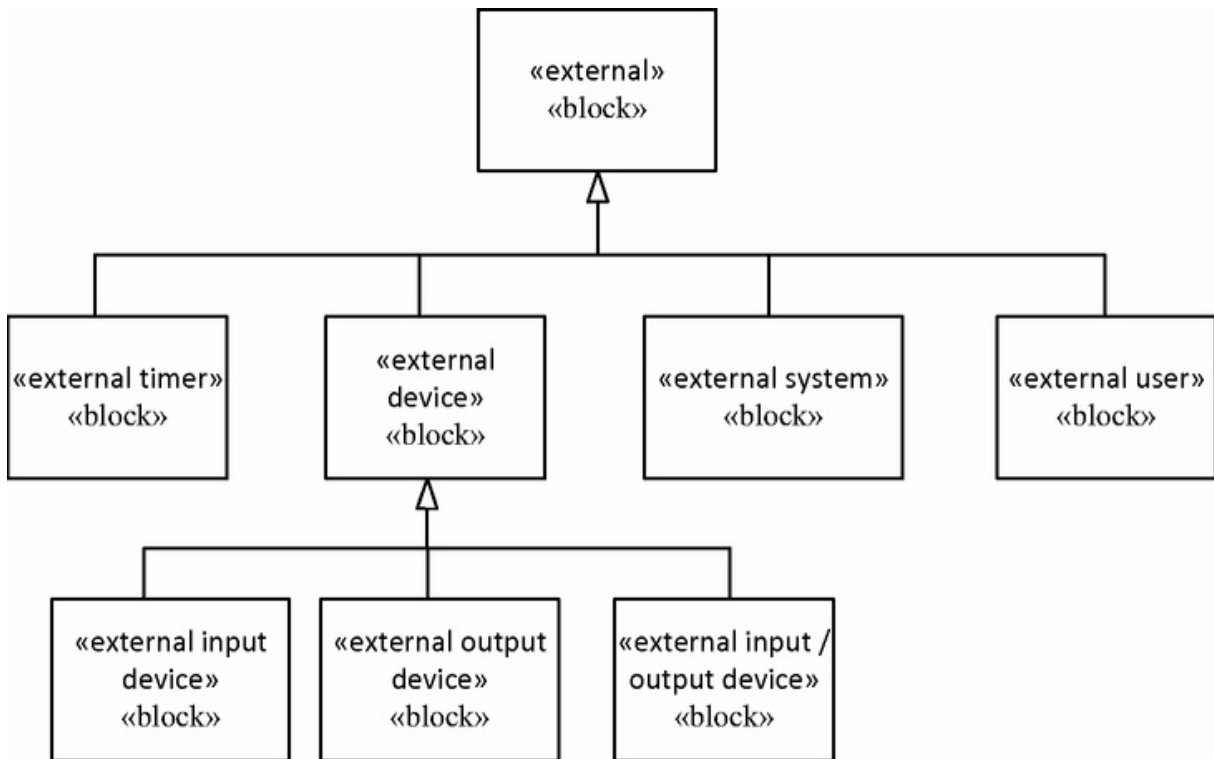 «external»
«block»
«external timer»
«block»
«external
device»
«block»
«external system»
«block»
«external user»
«block»
«external input
device»
«block»
«external output
device»
«block»
«external input /
output device»
«block»